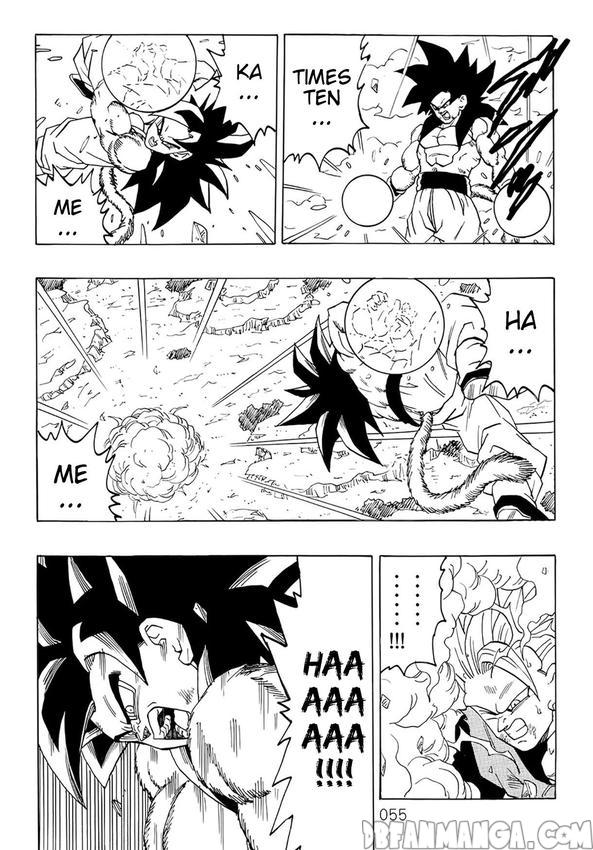 TIMES
TEN
...
KA
...
ME
...
HA
...
ME
...
......
!!!
HAA
AAA
AAA
!!!!
055
DBFANMANGA.COM